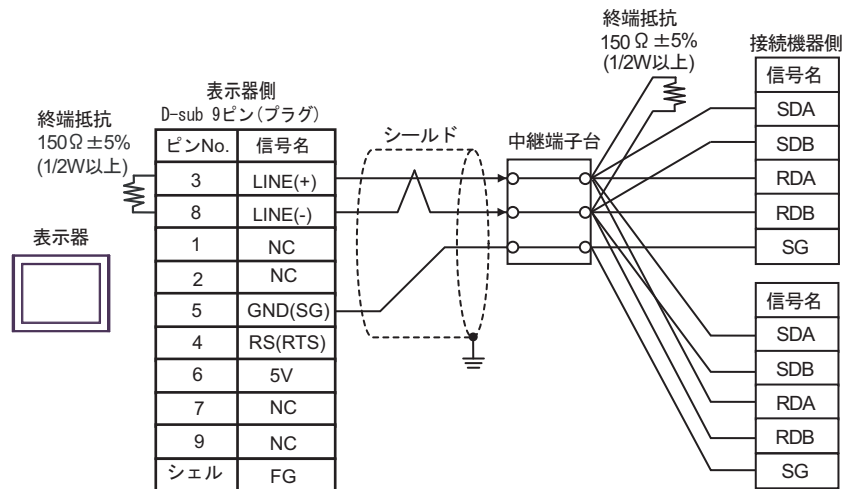 終端抵抗
150Ω±5%
(1/2W以上)
接続機器側
信号名
SDA
SDB
RDA
RDB
SG
表示器側
D-sub 9ピン(プラグ)
終端抵抗
150Ω±5%
(1/2W以上)
シールド
中継端子台
ピンNo. 信号名
3 LINE(+)
8 LINE(-)
1 NC
2 NC
5 GND(SG)
4 RS(RTS)
6 5V
7 NC
9 NC
シェル FG
表示器
信号名
SDA
SDB
RDA
RDB
SG